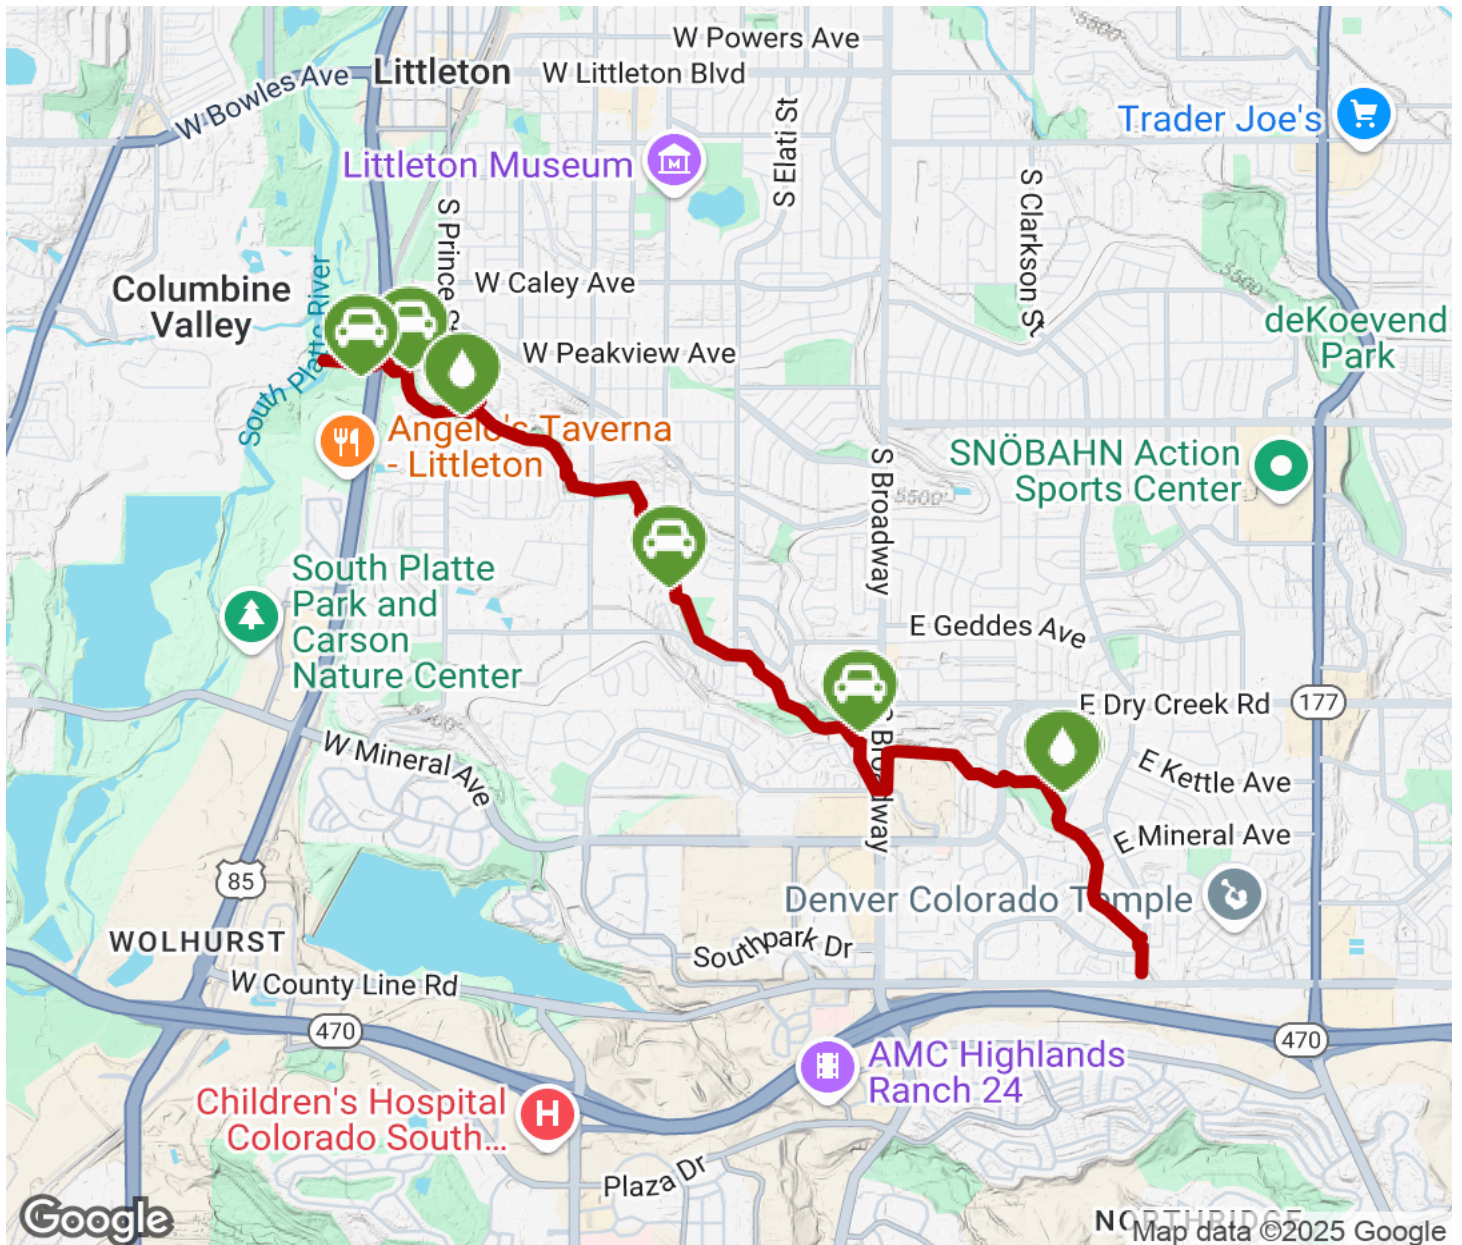 W Powers Ave
Littleton
W Littleton Blvd
W Bowles Ave
Trader Joe's
S Elati St
Littleton Museum
S Clarkson St
S Prince
W Caley Ave
5500
Columbine
Valley
South Platte River
deKoevend
Park
W Peakview Ave
Angelo's Taverna
- Littleton
SNÖBAHN Action
Sports Center
S Broadway
5500'
South Platte
Park and
Carson
Nature Center
E Geddes Ave
E Dry Creek Rd
177
W Mineral Ave
S Broadway
E Kettle Ave
E Mineral Ave
85
Denver Colorado Temple
WOLHURST
Southpark Dr
W County Line Rd
470
470
AMC Highlands
Ranch 24
Children's Hospital
Colorado South...
H
Plaza Dr
NORTHRIDGE
Google
Map data ©2025 Google